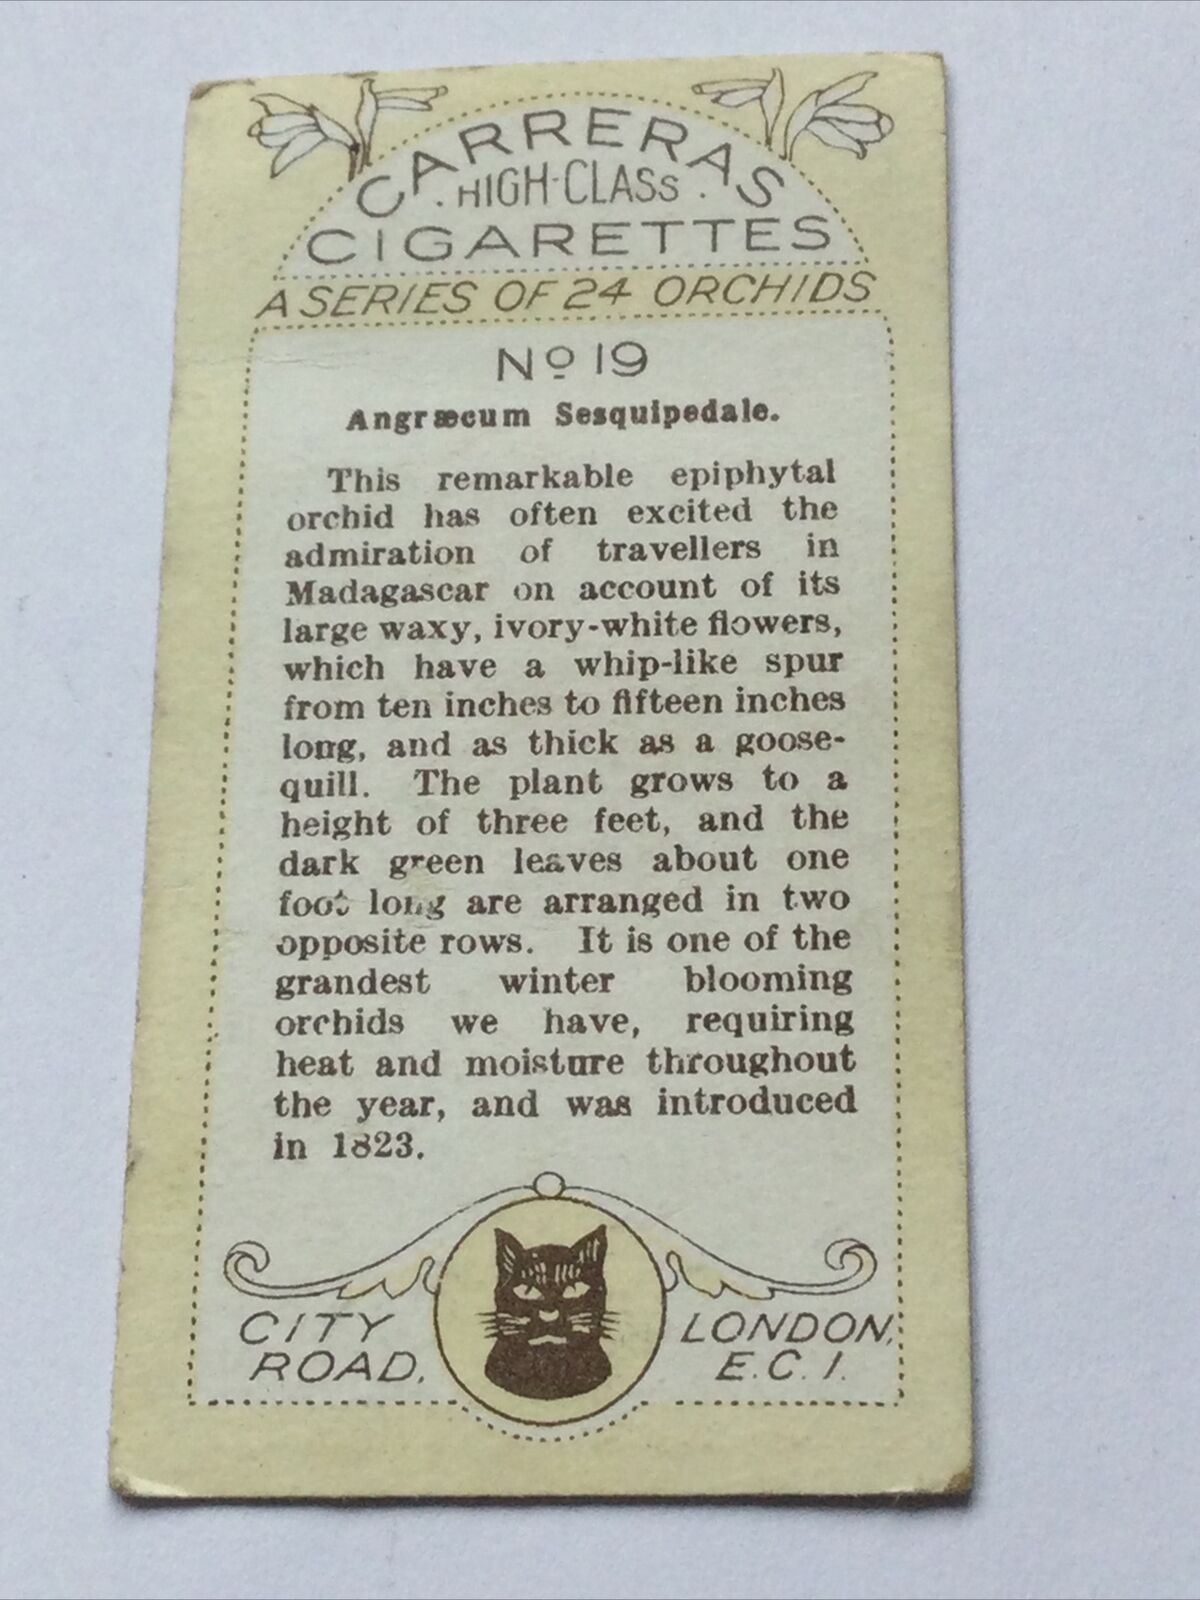 CARRERAS
. HIGH-CLASS .
CIGARETTES
A SERIES OF 24 ORCHIDS
Nº 19
Angræcum Sesquipedale.
This remarkable epiphytal
orchid has often excited the
admiration of travellers in
Madagascar on account of its
large waxy, ivory-white flowers,
which have a whip-like spur
from ten inches to fifteen inches
long, and as thick as a goose-
quill. The plant grows to a
height of three feet, and the
dark green leaves about one
foot long are arranged in two
opposite rows. It is one of the
grandest winter blooming
orchids we have, requiring
heat and moisture throughout
the year, and was introduced
in 1823.
CITY
ROAD.
LONDON,
E.C.1.